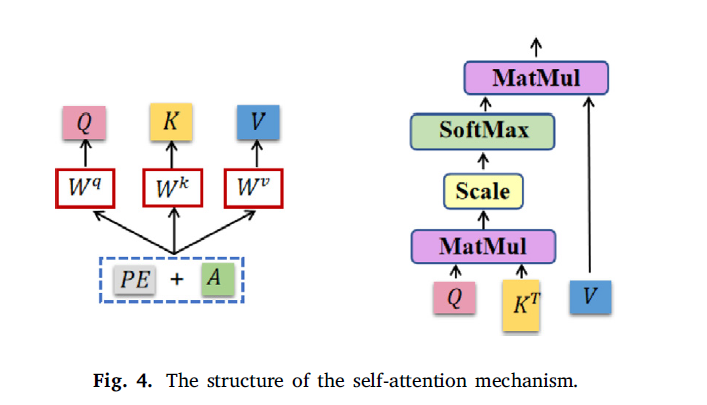 Q K V
W^q W^k W^v
PE + A
MatMul
SoftMax
Scale
MatMul
Q K^T V
Fig. 4. The structure of the self-attention mechanism.